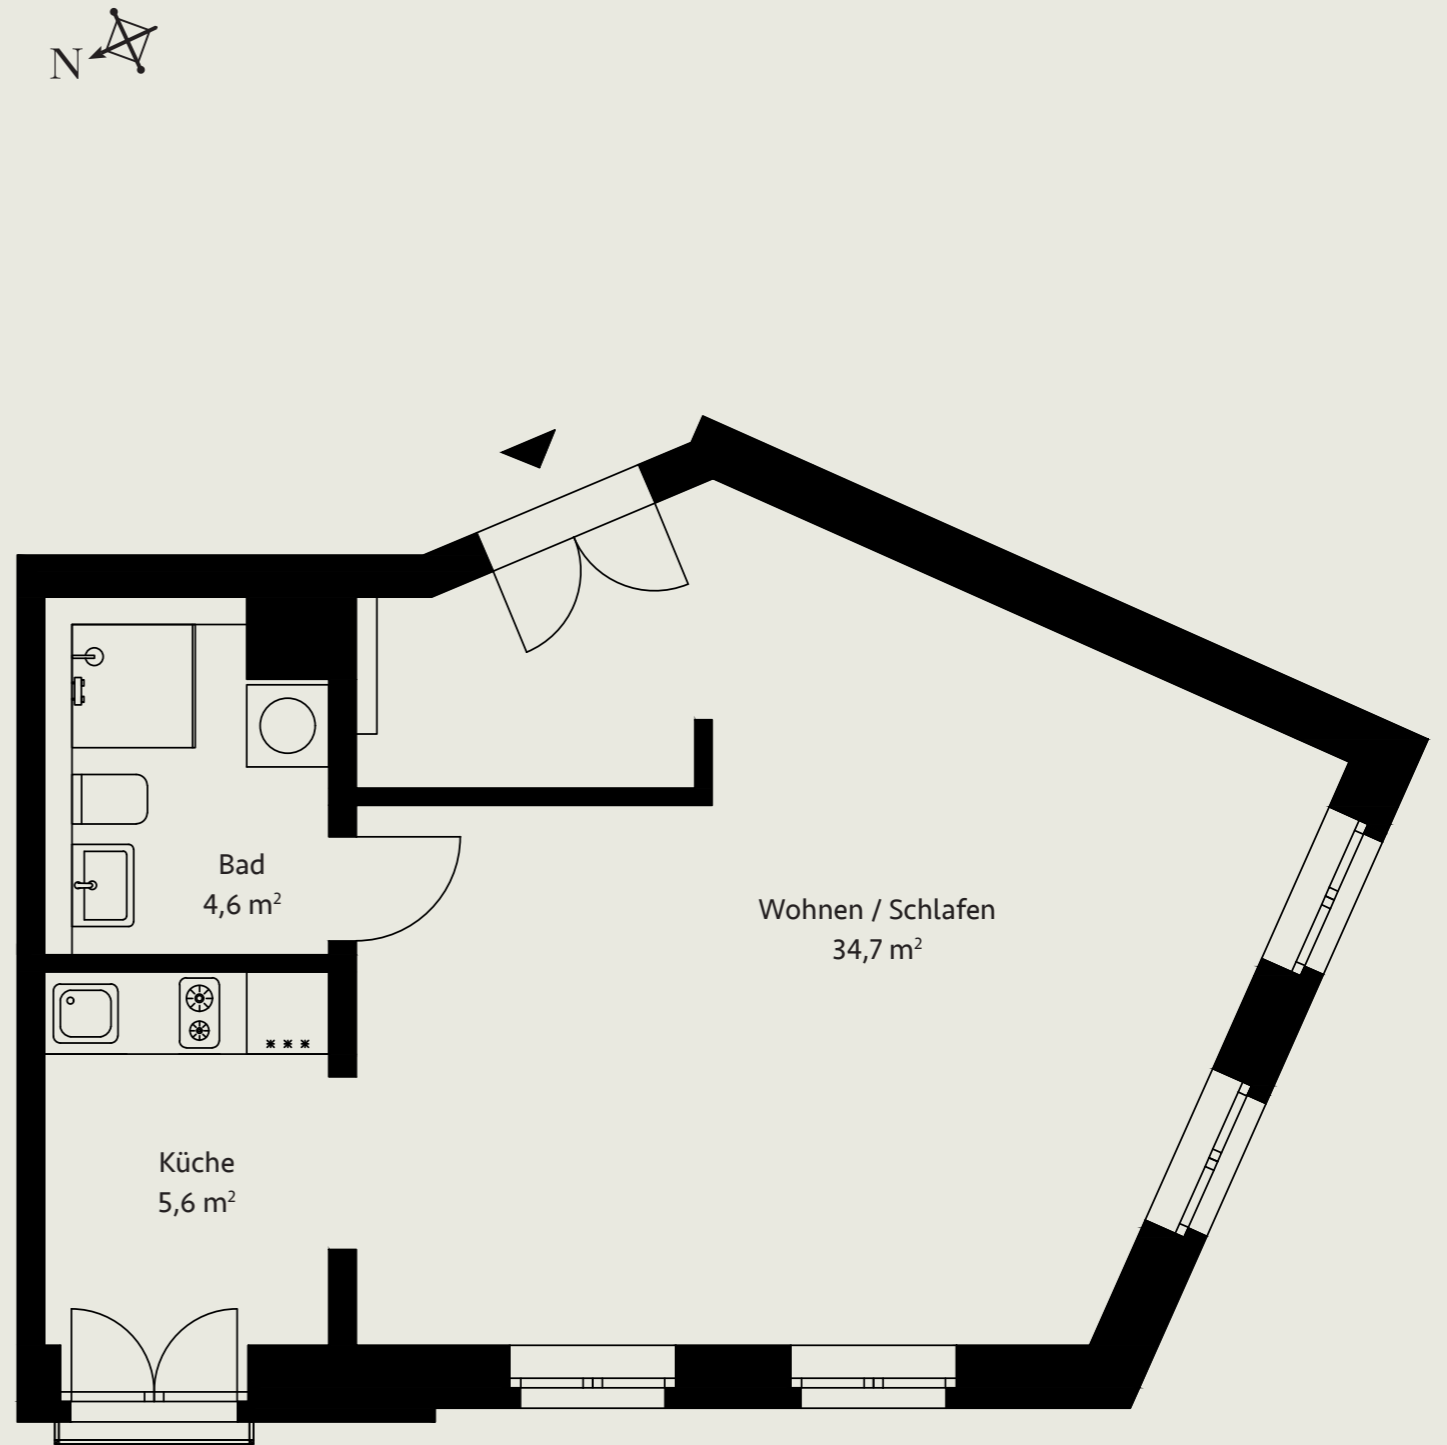 N
Bad
4,6 m²
Wohnen / Schlafen
34,7 m²
Küche
5,6 m²